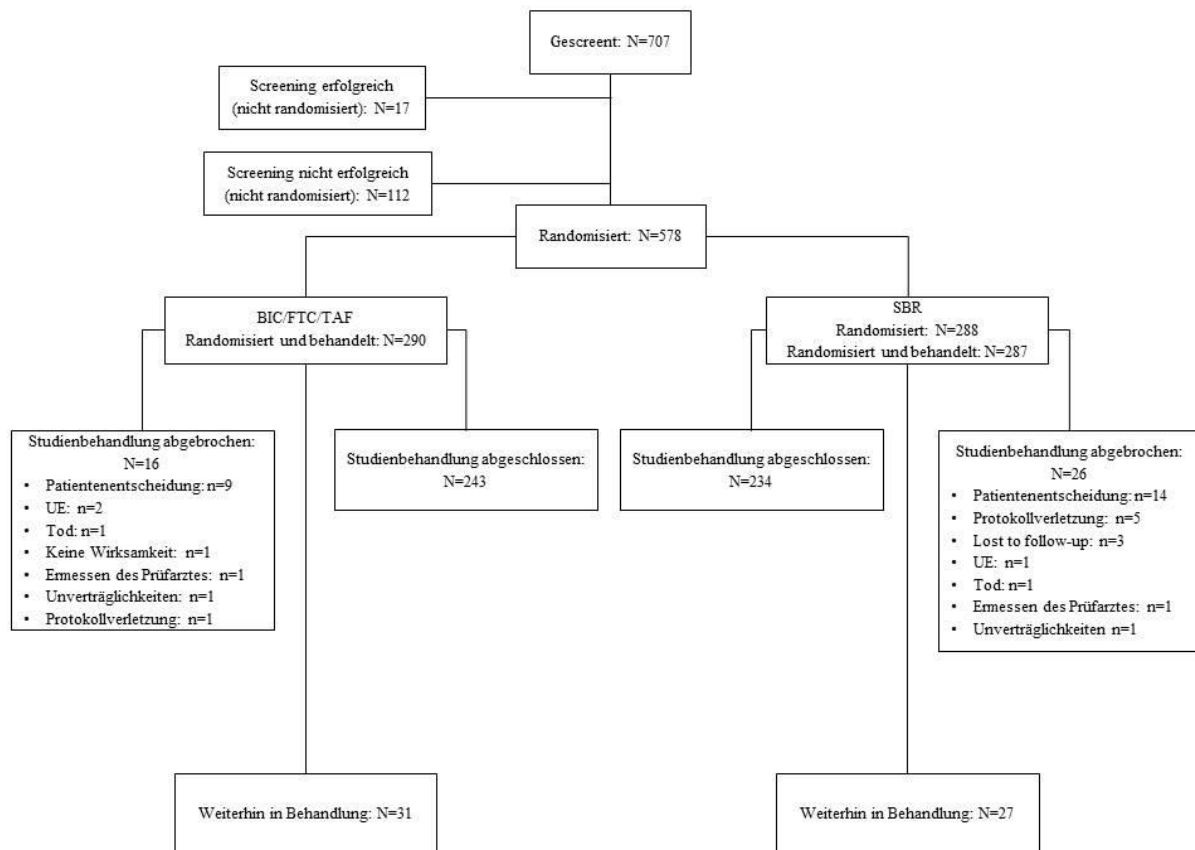 Gescreent: N=707
Screening erfolgreich
(nicht randomisiert): N=17
Screening nicht erfolgreich
(nicht randomisiert): N=112
Randomisiert: N=578
BIC/FTC/TAF
Randomisiert und behandelt: N=290
SBR
Randomisiert: N=288
Randomisiert und behandelt: N=287
Studienbehandlung abgebrochen:
N=16
• Patientenentscheidung: n=9
• UE: n=2
• Tod: n=1
• Keine Wirksamkeit: n=1
• Ermessen des Prüfarztes: n=1
• Unverträglichkeiten: n=1
• Protokollverletzung: n=1
Studienbehandlung abgeschlossen:
N=243
Studienbehandlung abgeschlossen:
N=234
Studienbehandlung abgebrochen:
N=26
• Patientenentscheidung: n=14
• Protokollverletzung: n=5
• Lost to follow-up: n=3
• UE: n=1
• Tod: n=1
• Ermessen des Prüfarztes: n=1
• Unverträglichkeiten n=1
Weiterhin in Behandlung: N=31
Weiterhin in Behandlung: N=27